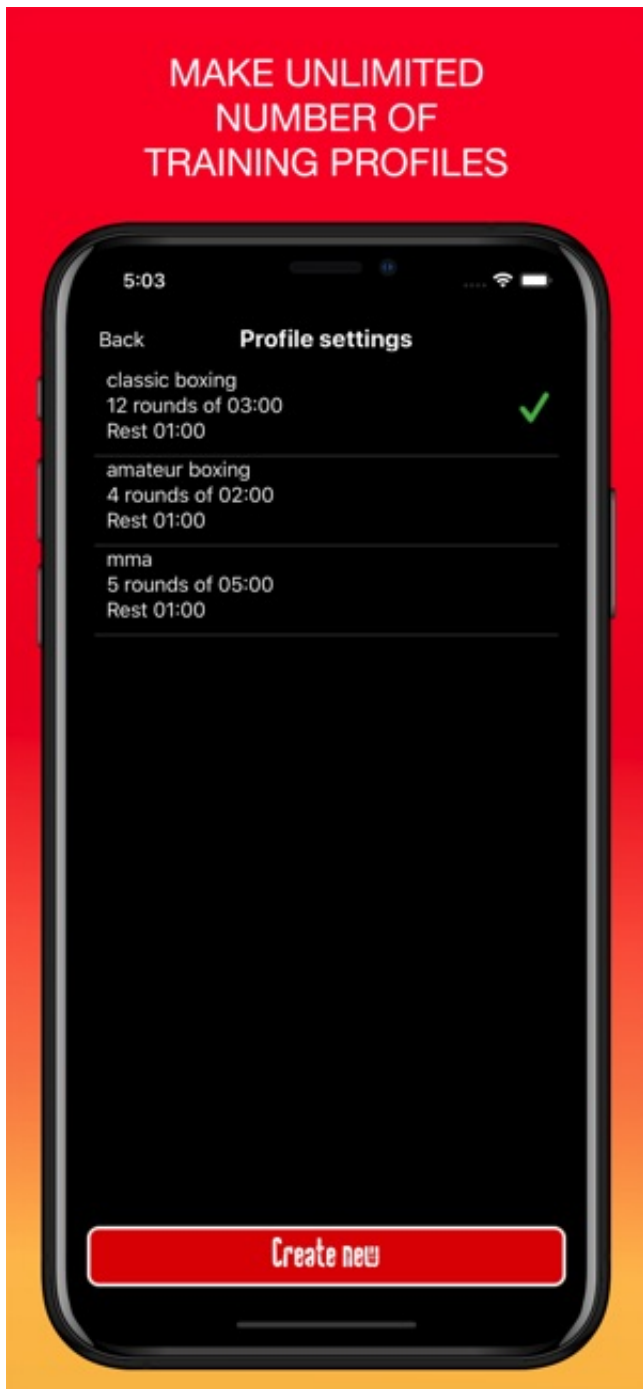 MAKE UNLIMITED
NUMBER OF
TRAINING PROFILES
5:03
Back Profile settings
classic boxing
12 rounds of 03:00
Rest 01:00
amateur boxing
4 rounds of 02:00
Rest 01:00
mma
5 rounds of 05:00
Rest 01:00
Create new